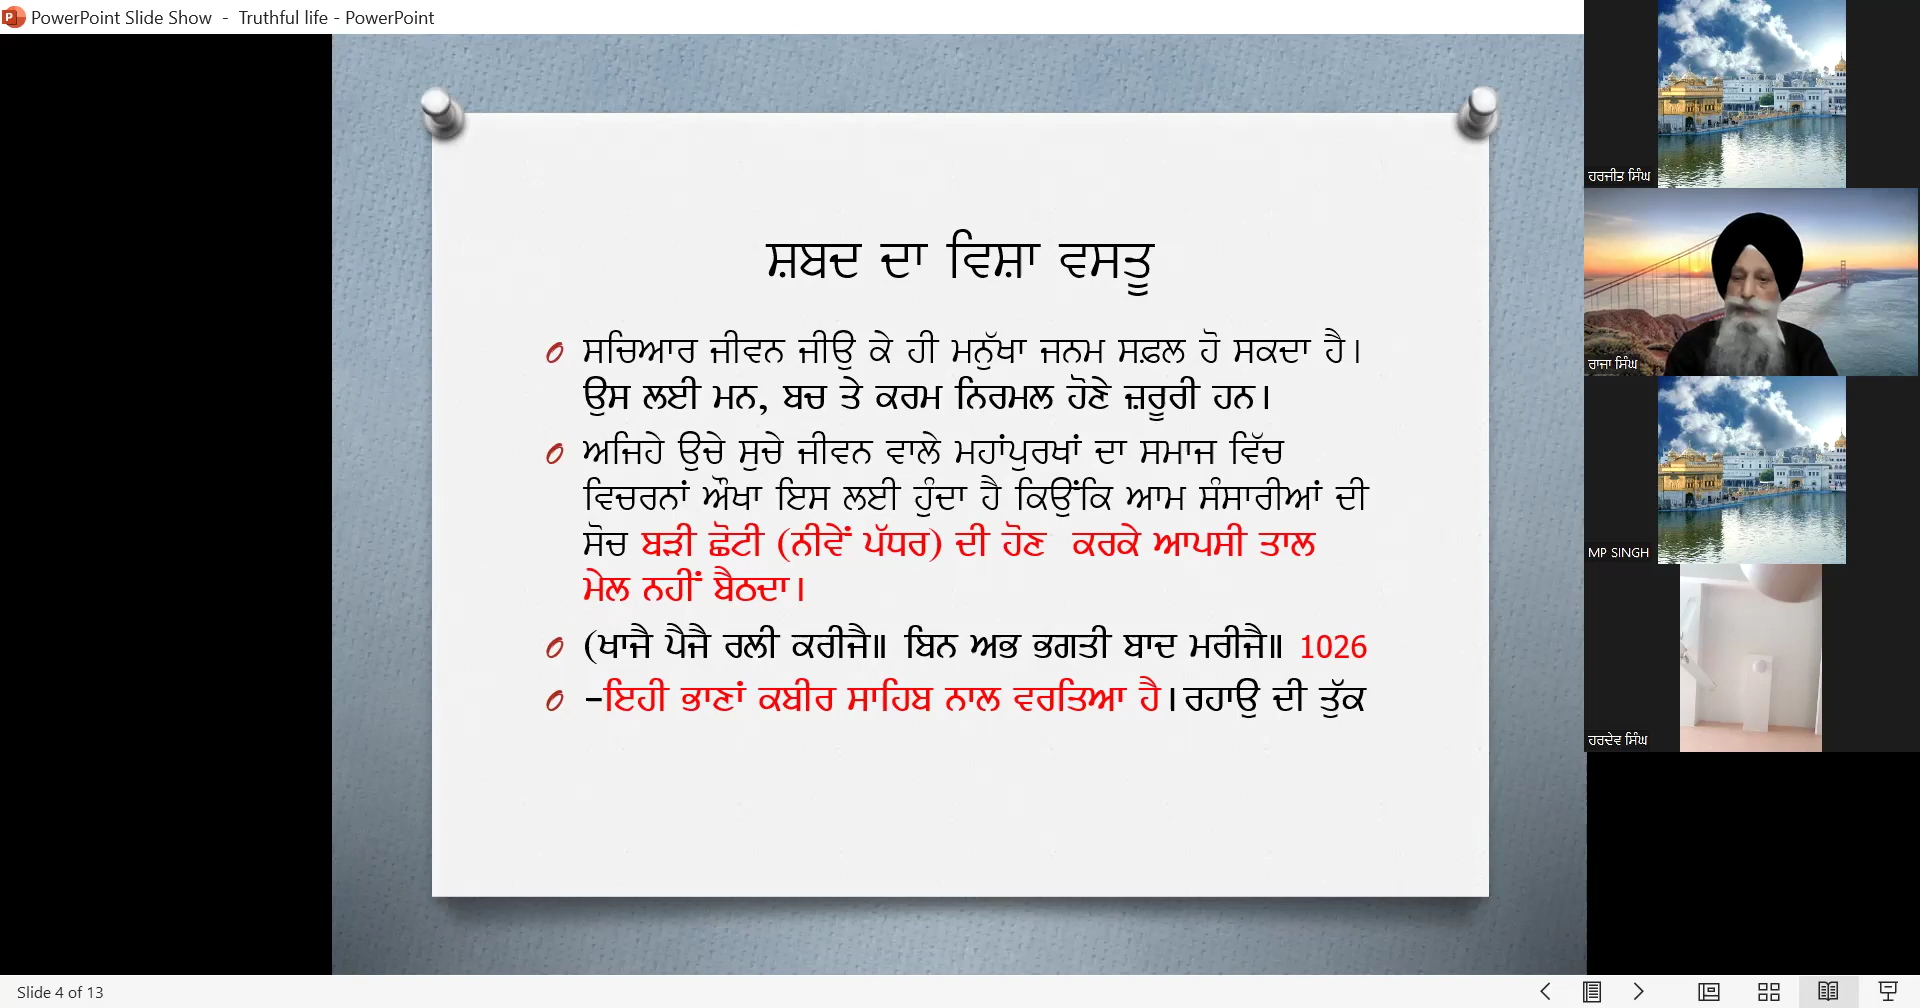 PowerPoint Slide Show - Truthful life - PowerPoint
ਸ਼ਬਦ ਦਾ ਵਿਸ਼ਾ ਵਸਤੂ
ਸਚਿਆਰ ਜੀਵਨ ਜੀਉ ਕੇ ਹੀ ਮਨੁੱਖਾ ਜਨਮ ਸਫ਼ਲ ਹੋ ਸਕਦਾ ਹੈ।
ਉਸ ਲਈ ਮਨ, ਬਚ ਤੇ ਕਰਮ ਨਿਰਮਲ ਹੋਣੇ ਜ਼ਰੂਰੀ ਹਨ।
ਅਜਿਹੇ ਉਚੇ ਸੁਚੇ ਜੀਵਨ ਵਾਲੇ ਮਹਾਂਪੁਰਖਾਂ ਦਾ ਸਮਾਜ ਵਿੱਚ
ਵਿਚਰਨਾਂ ਔਖਾ ਇਸ ਲਈ ਹੁੰਦਾ ਹੈ ਕਿਉਂਕਿ ਆਮ ਸੰਸਾਰੀਆਂ ਦੀ
ਸੋਚ ਬੜੀ ਛੋਟੀ (ਨੀਵੇਂ ਪੱਧਰ) ਦੀ ਹੋਣ ਕਰਕੇ ਆਪਸੀ ਤਾਲ
ਮੇਲ ਨਹੀਂ ਬੈਠਦਾ।
(ਖਾਜੈ ਪੈਜੈ ਰਲੀ ਕਰੀਜੈ॥ ਬਿਨ ਅਭ ਭਗਤੀ ਬਾਦ ਮਰੀਜੈ॥ 1026
–ਇਹੀ ਭਾਣਾਂ ਕਬੀਰ ਸਾਹਿਬ ਨਾਲ ਵਰਤਿਆ ਹੈ। ਰਹਾਉ ਦੀ ਤੁੱਕ
ਹਰਜੀਤ ਸਿੰਘ
ਰਾਜਾ ਸਿੰਘ
MP SINGH
ਹਰਦੇਵ ਸਿੰਘ
Slide 4 of 13